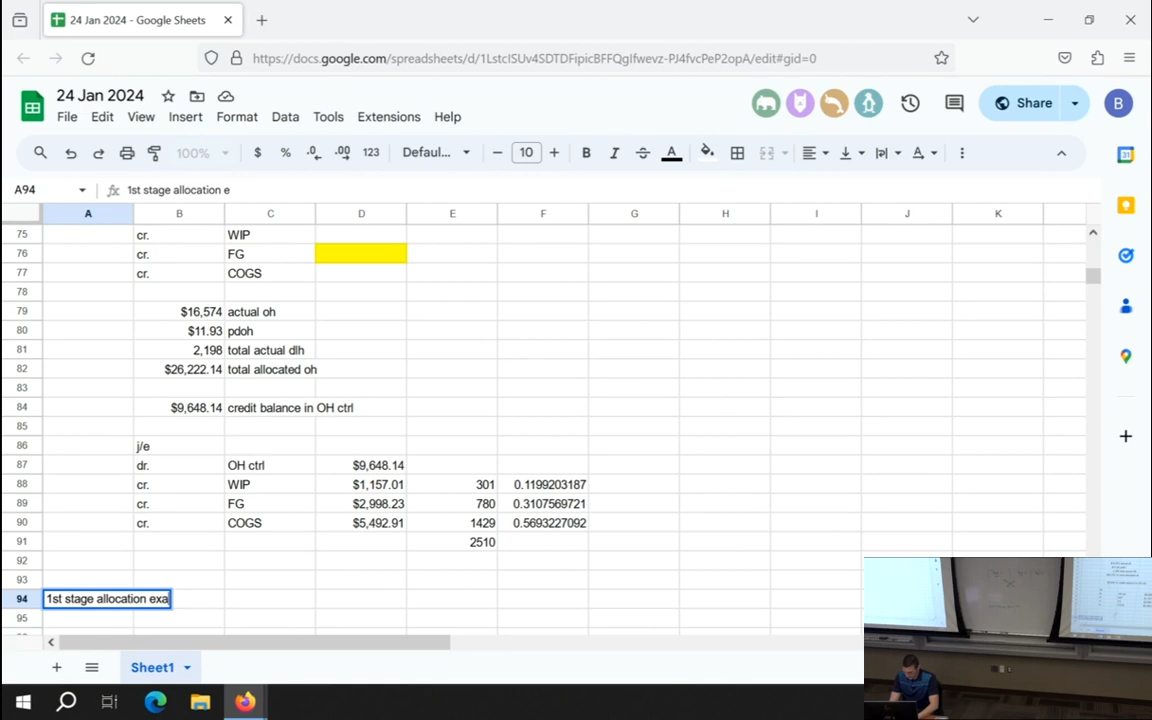 24 Jan 2024 - Google Sheets
https://docs.google.com/spreadsheets/d/1LstcISUv4SDTDFipicBFFQgIfwevz-PJ4fvcPeP2opA/edit#gid=0
24 Jan 2024
File Edit View Insert Format Data Tools Extensions Help
Share
B
100% $ % .0 .00 123 Defaul... 10 B I A
A94 fx 1st stage allocation e
A B C D E F G H I J K
75 cr. WIP
76 cr. FG
77 cr. COGS
78
79 $16,574 actual oh
80 $11.93 pdoh
81 2,198 total actual dlh
82 $26,222.14 total allocated oh
83
84 $9,648.14 credit balance in OH ctrl
85
86 j/e
87 dr. OH ctrl $9,648.14
88 cr. WIP $1,157.01 301 0.1199203187
89 cr. FG $2,998.23 780 0.3107569721
90 cr. COGS $5,492.91 1429 0.5693227092
91 2510
92
93
94 1st stage allocation exa
95
Sheet1